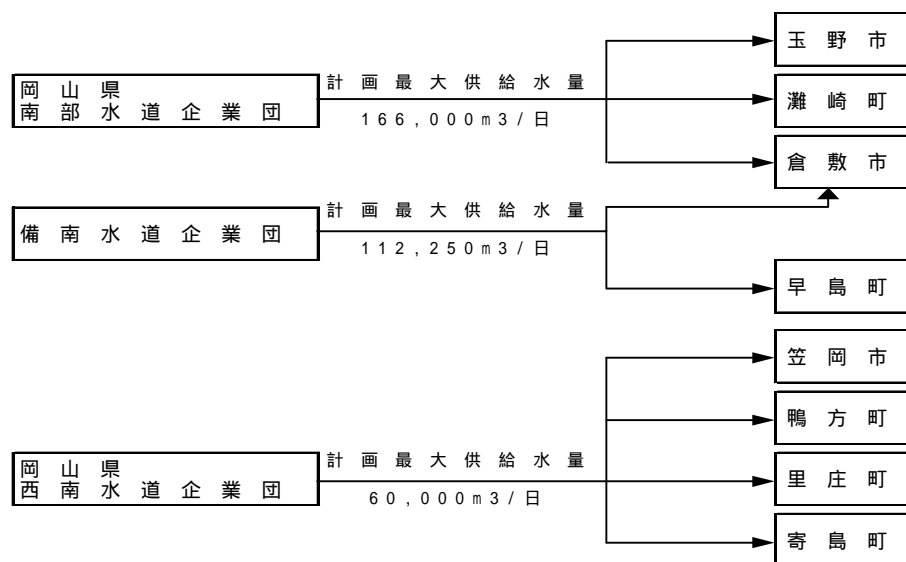 玉野市
岡山県
南部水道企業団
計画最大供給水量
166,000m3/日
灘崎町
倉敷市
備南水道企業団
計画最大供給水量
112,250m3/日
早島町
笠岡市
鴨方町
岡山県
西南水道企業団
計画最大供給水量
60,000m3/日
里庄町
寄島町